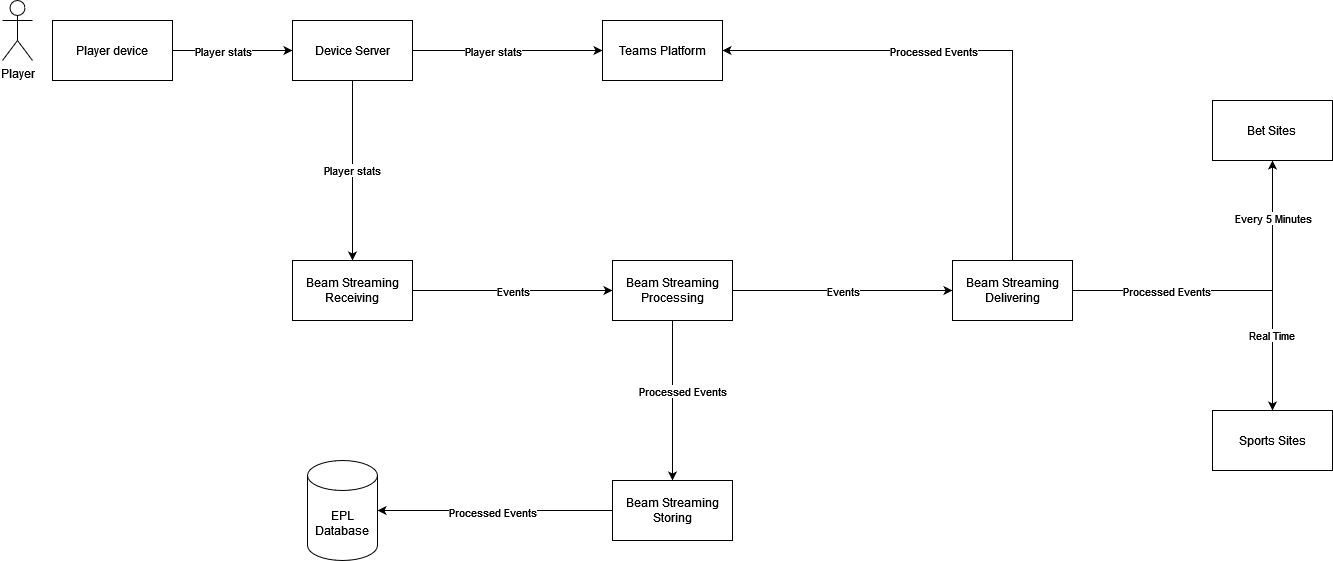 Player
Player device
Player stats
Device Server
Player stats
Teams Platform
Processed Events
Bet Sites
Player stats
Every 5 Minutes
Beam Streaming
Receiving
Events
Beam Streaming
Processing
Events
Beam Streaming
Delivering
Processed Events
Real Time
Processed Events
Sports Sites
EPL
Database
Processed Events
Beam Streaming
Storing